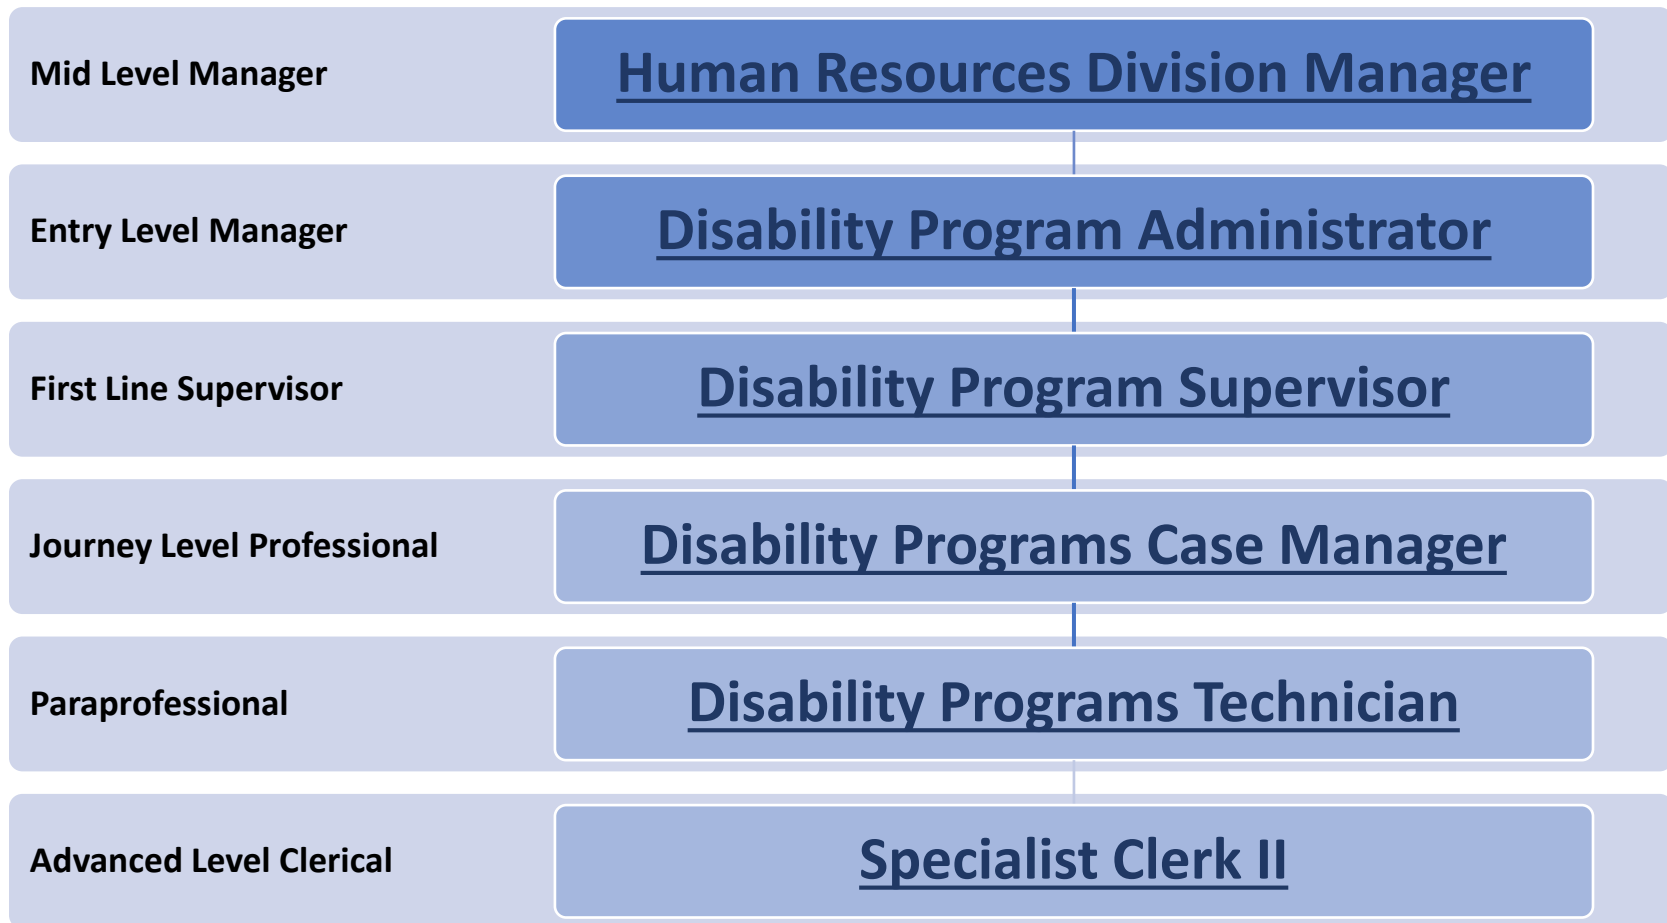 Mid Level Manager
Human Resources Division Manager
Entry Level Manager
Disability Program Administrator
First Line Supervisor
Disability Program Supervisor
Journey Level Professional
Disability Programs Case Manager
Paraprofessional
Disability Programs Technician
Advanced Level Clerical
Specialist Clerk II